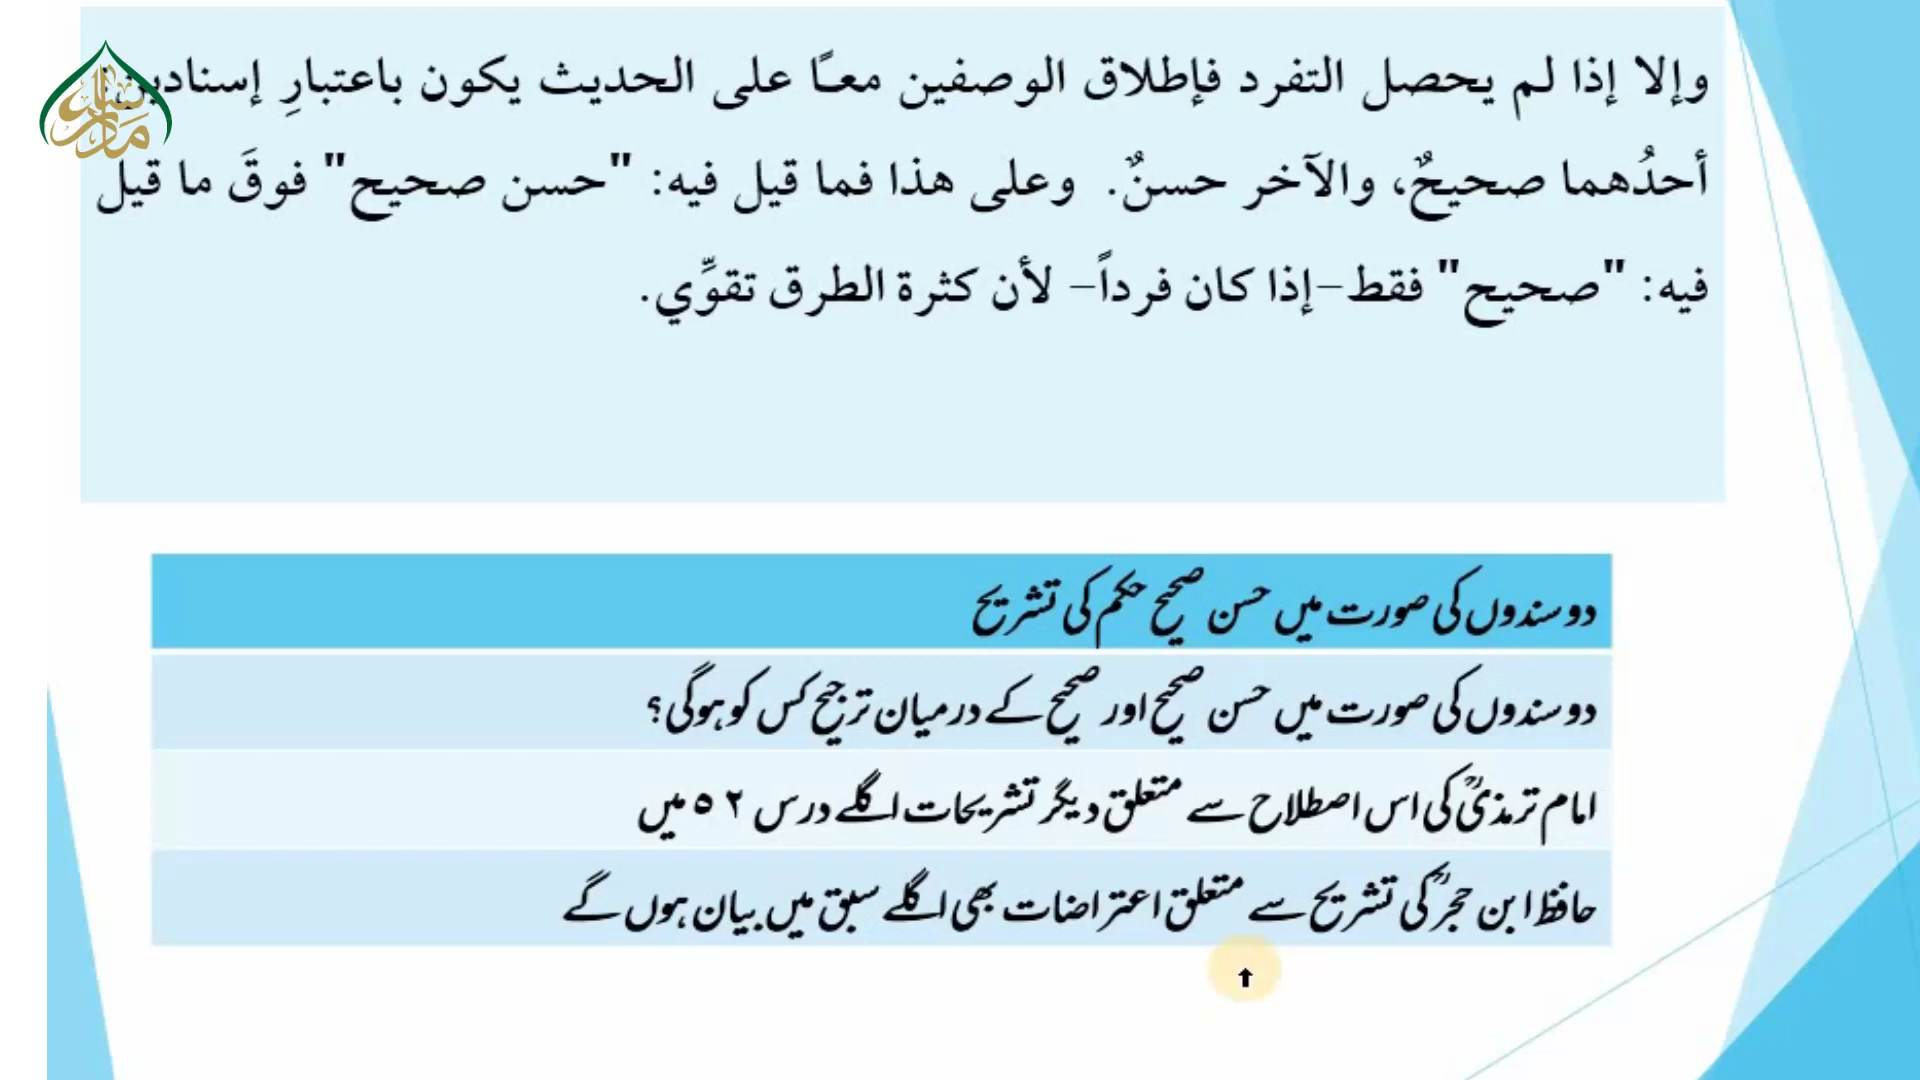 وإلا إذا لم يحصل التفرد فإطلاق الوصفين معـًا على الحديث يكون باعتبارِ إسنادين:
أحدُهما صحيحٌ، والآخر حسنٌ. وعلى هذا فما قيل فيه: "حسن صحيح" فوقَ ما قيل
فيه: "صحيح" فقط–إذا كان فرداً– لأن كثرة الطرق تقوِّي.
دو سندوں کی صورت میں حسن صحیح حکم کی تشریح
دو سندوں کی صورت میں حسن صحیح اور صحیح کے درمیان ترجیح کس کو ہوگی؟
امام ترمذیؒ کی اس اصطلاح سے متعلق دیگر تشریحات اگلے درس ۵۲ میں
حافظ ابن حجرؒ کی تشریح سے متعلق اعتراضات بھی اگلے سبق میں بیان ہوں گے